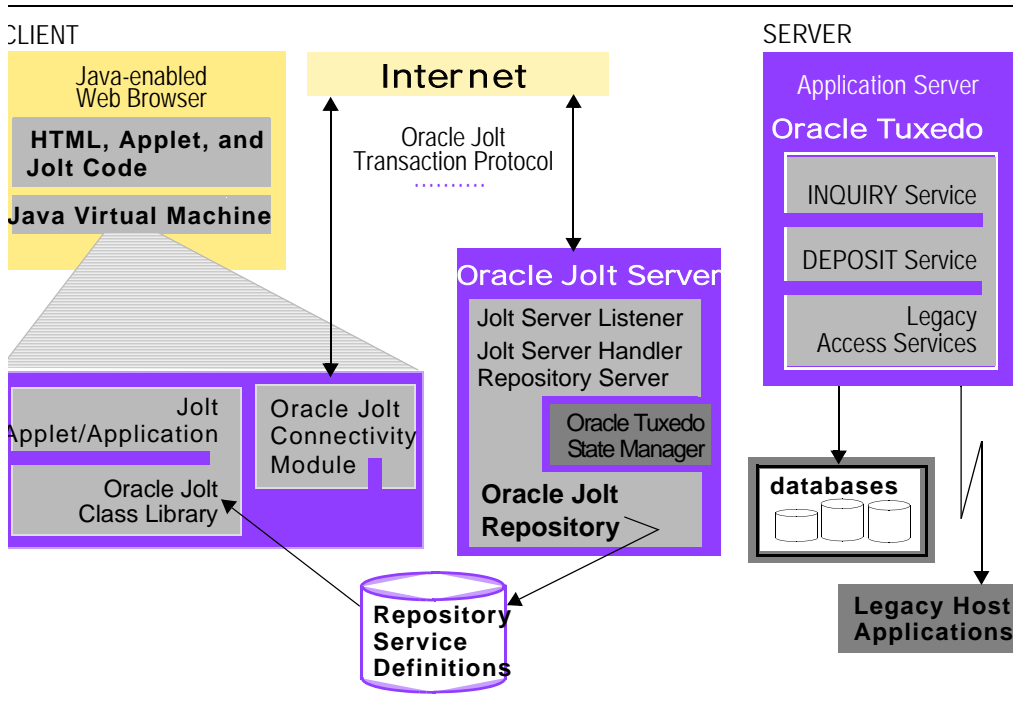 CLIENT
Java-enabled
Web Browser
HTML, Applet, and
Jolt Code
Java Virtual Machine
Internet
Oracle Jolt
Transaction Protocol
SERVER
Application Server
Oracle Tuxedo
INQUIRY Service
DEPOSIT Service
Legacy
Access Services
Oracle Jolt Server
Jolt Server Listener
Jolt Server Handler
Repository Server
Oracle Tuxedo
State Manager
Oracle Jolt
Repository
Jolt
Applet/Application
Oracle Jolt
Class Library
Oracle Jolt
Connectivity
Module
databases
Repository
Service
Definitions
Legacy Host
Applications